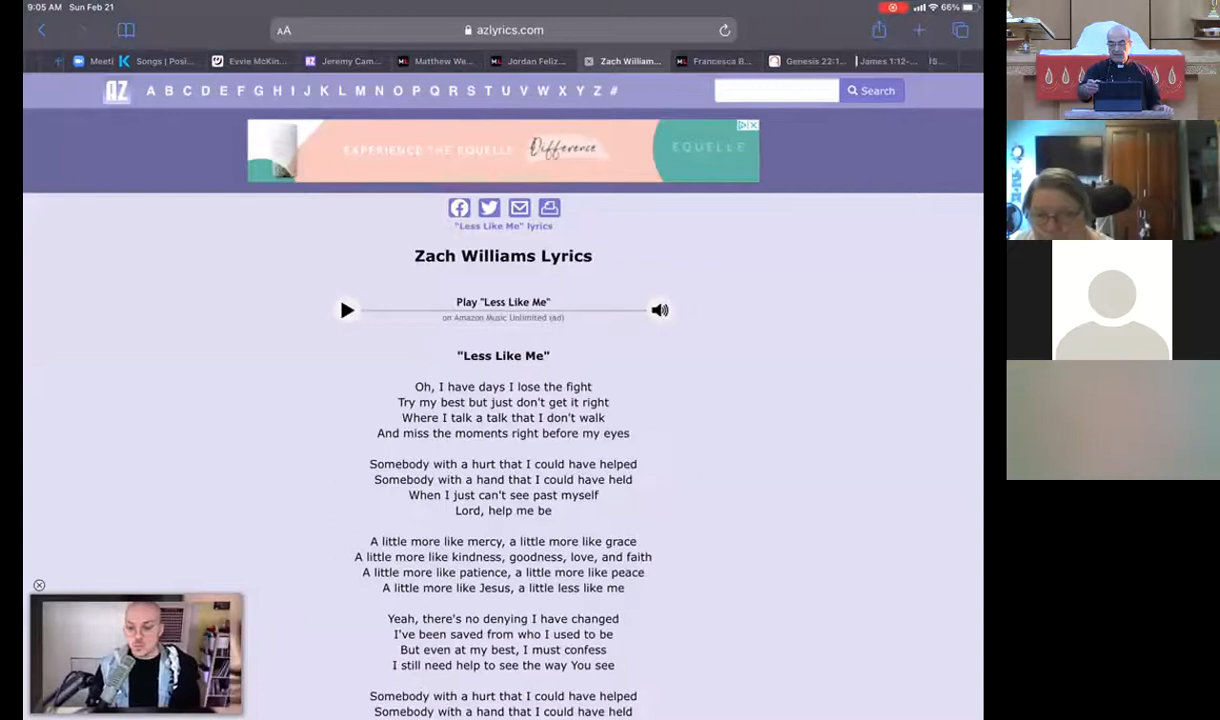 9:05 AM Sun Feb 21
66%
AA
azlyrics.com
Meeti
K Songs | Posi...
Evvie McKin...
AZ Jeremy Cam...
ML Matthew We...
ML Jordan Feliz...
Zach William...
ML Francesca B...
Genesis 22:1...
James 1:12-...
AZ
A B C D E F G H I J K L M N O P Q R S T U V W X Y Z #
Search
EXPERIENCE THE EQUELLE Difference
EQUELLE
"Less Like Me" lyrics
Zach Williams Lyrics
Play "Less Like Me"
on Amazon Music Unlimited (ad)
"Less Like Me"
Oh, I have days I lose the fight
Try my best but just don't get it right
Where I talk a talk that I don't walk
And miss the moments right before my eyes
Somebody with a hurt that I could have helped
Somebody with a hand that I could have held
When I just can't see past myself
Lord, help me be
A little more like mercy, a little more like grace
A little more like kindness, goodness, love, and faith
A little more like patience, a little more like peace
A little more like Jesus, a little less like me
Yeah, there's no denying I have changed
I've been saved from who I used to be
But even at my best, I must confess
I still need help to see the way You see
Somebody with a hurt that I could have helped
Somebody with a hand that I could have held